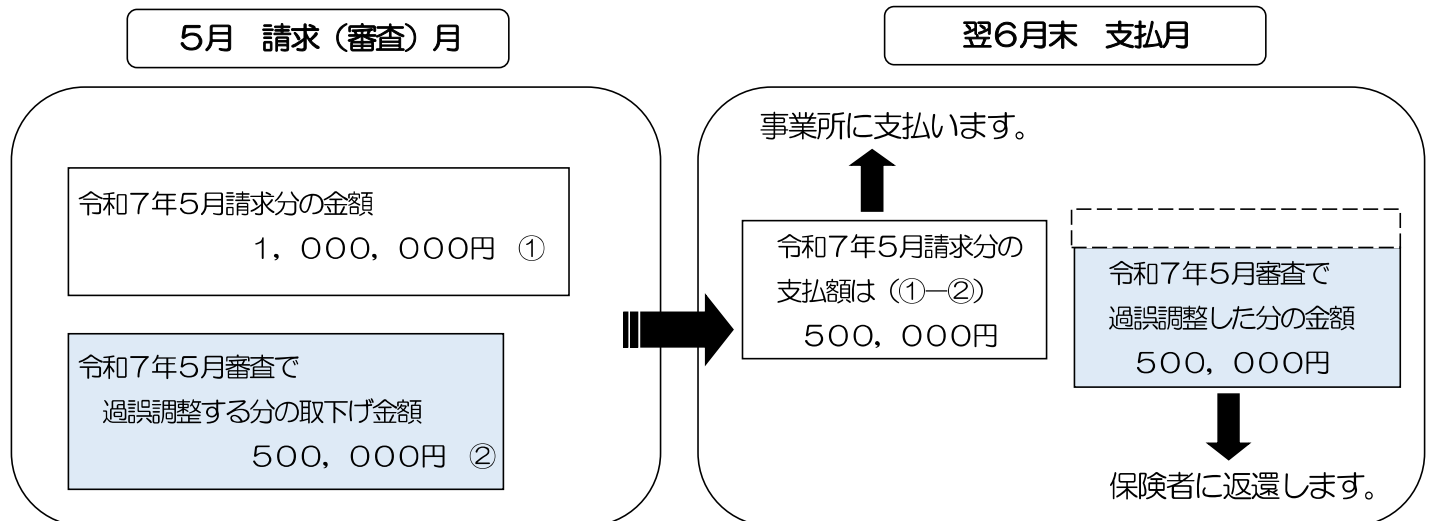 ５月　請求（審査）月
翌６月末　支払月
令和７年５月請求分の金額
１，０００，０００円　①
令和７年５月審査で
過誤調整する分の取下げ金額
５００，０００円　②
事業所に支払います。
令和７年５月請求分の
支払額は（①－②）
５００，０００円
令和７年５月審査で
過誤調整した分の金額
５００，０００円
保険者に返還します。